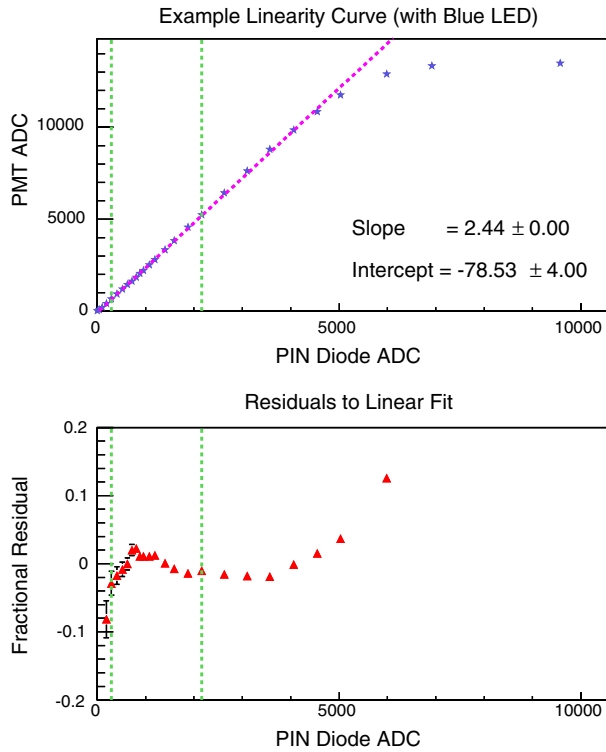 Example Linearity Curve (with Blue LED)
PMT ADC
10000
5000
0
Slope = 2.44 ± 0.00
Intercept = -78.53 ± 4.00
0 5000 10000
PIN Diode ADC
Residuals to Linear Fit
Fractional Residual
0.2
0.1
0
-0.1
-0.2
0 5000 10000
PIN Diode ADC